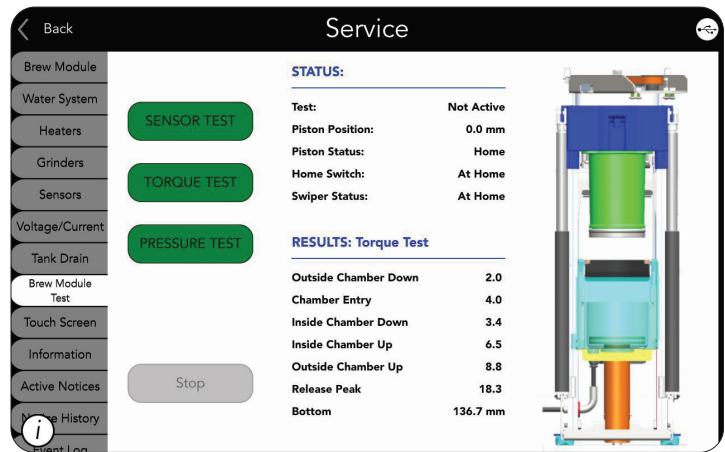 Back
Service
Brew Module
Water System
Heaters
Grinders
Sensors
Voltage/Current
Tank Drain
Brew Module
Test
Touch Screen
Information
Active Notices
History
i
Event Log
SENSOR TEST
TORQUE TEST
PRESSURE TEST
Stop
STATUS:
Test: Not Active
Piston Position: 0.0 mm
Piston Status: Home
Home Switch: At Home
Swiper Status: At Home
RESULTS: Torque Test
Outside Chamber Down 2.0
Chamber Entry 4.0
Inside Chamber Down 3.4
Inside Chamber Up 6.5
Outside Chamber Up 8.8
Release Peak 18.3
Bottom 136.7 mm